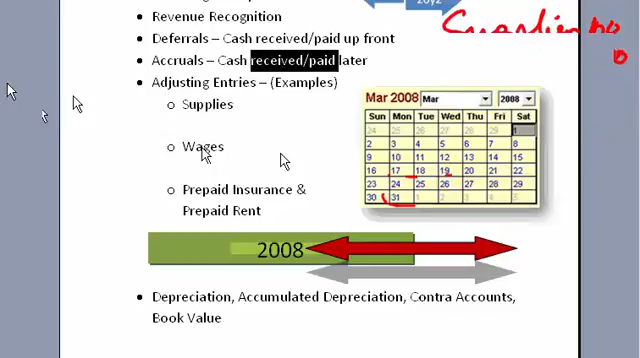 20y2
• Revenue Recognition
• Deferrals – Cash received/paid up front
• Accruals – Cash received/paid later
• Adjusting Entries – (Examples)
o Supplies
o Wages
o Prepaid Insurance &
Prepaid Rent
Mar 2008 Mar 2008
Sun Mon Tue Wed Thu Fri Sat
24 25 26 27 28 29 1
2 3 4 5 6 7 8
9 10 11 12 13 14 15
16 17 18 19 20 21 22
23 24 25 26 27 28 29
30 31 1 2 3 4 5
2008
• Depreciation, Accumulated Depreciation, Contra Accounts,
Book Value